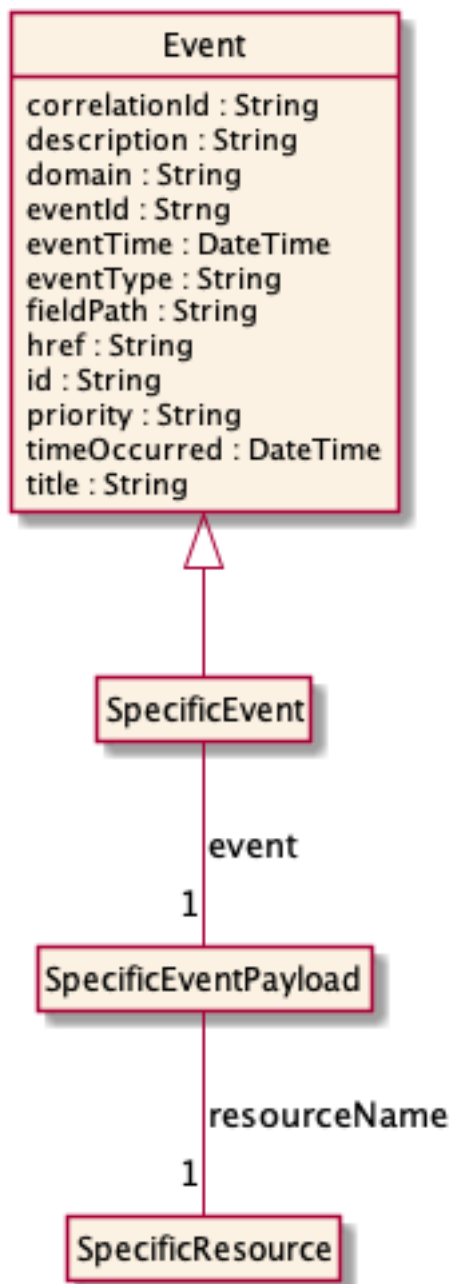 Event
correlationId : String
description : String
domain : String
eventId : Strng
eventTime : DateTime
eventType : String
fieldPath : String
href : String
id : String
priority : String
timeOccurred : DateTime
title : String
SpecificEvent
event
1
SpecificEventPayload
resourceName
1
SpecificResource